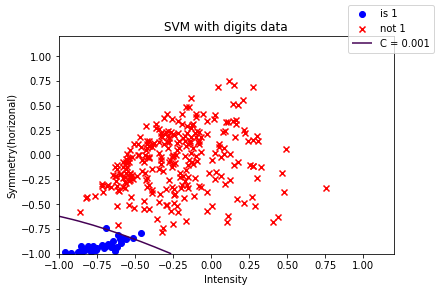 SVM with digits data
is 1
not 1
C = 0.001
1.00
0.75
0.50
0.25
0.00
−0.25
−0.50
−0.75
−1.00
Symmetry(horizonal)
−1.00 −0.75 −0.50 −0.25 0.00 0.25 0.50 0.75 1.00
Intensity